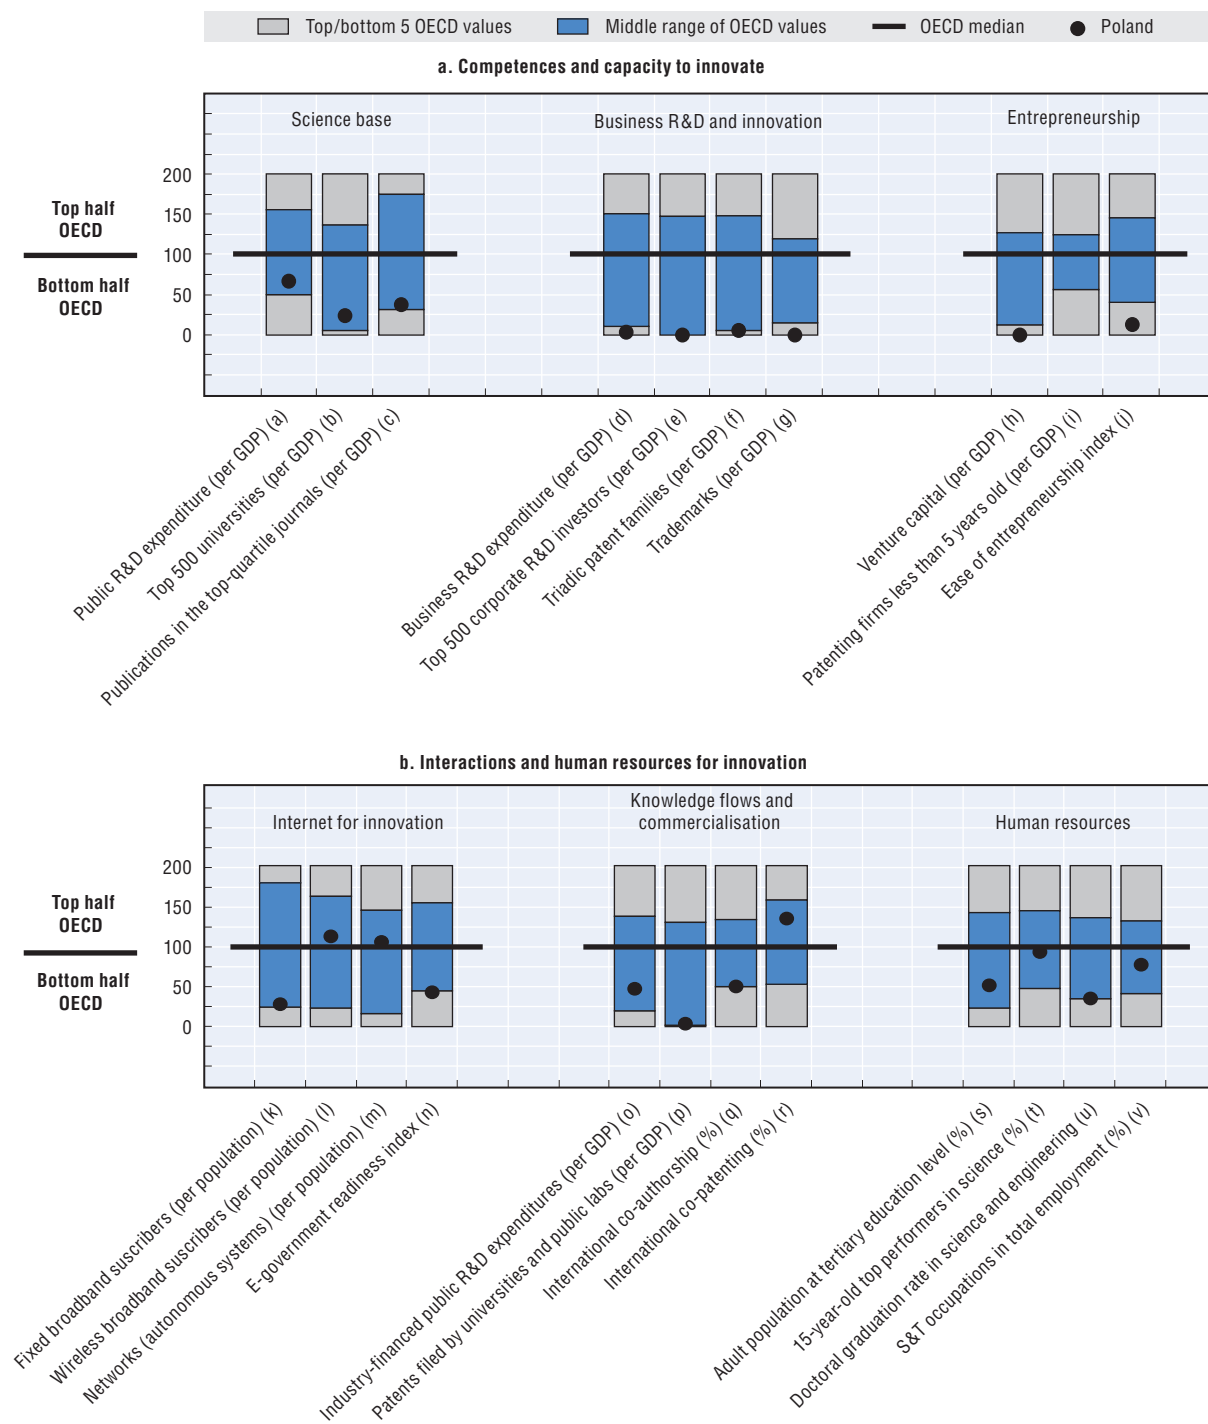 Top/bottom 5 OECD values Middle range of OECD values OECD median Poland
a. Competences and capacity to innovate
Science base
Business R&D and innovation
Entrepreneurship
200
150
100
50
0
Top half
OECD
Bottom half
OECD
Public R&D expenditure (per GDP) (a)
Top 500 universities (per GDP) (b)
Publications in the top-quartile journals (per GDP) (c)
Business R&D expenditure (per GDP) (d)
Top 500 corporate R&D investors (per GDP) (e)
Triadic patent families (per GDP) (f)
Trademarks (per GDP) (g)
Venture capital (per GDP) (h)
Patenting firms less than 5 years old (per GDP) (i)
Ease of entrepreneurship index (j)
b. Interactions and human resources for innovation
Internet for innovation
Knowledge flows and
commercialisation
Human resources
200
150
100
50
0
Top half
OECD
Bottom half
OECD
Fixed broadband suscribers (per population) (k)
Wireless broadband suscribers (per population) (l)
Networks (autonomous systems) (per population) (m)
E-government readiness index (n)
Industry-financed public R&D expenditures (per GDP) (o)
Patents filed by universities and public labs (per GDP) (p)
International co-authorship (%) (q)
International co-patenting (%) (r)
Adult population at tertiary education level (%) (s)
15-year-old top performers in science (%) (t)
Doctoral graduation rate in science and engineering (u)
S&T occupations in total employment (%) (v)